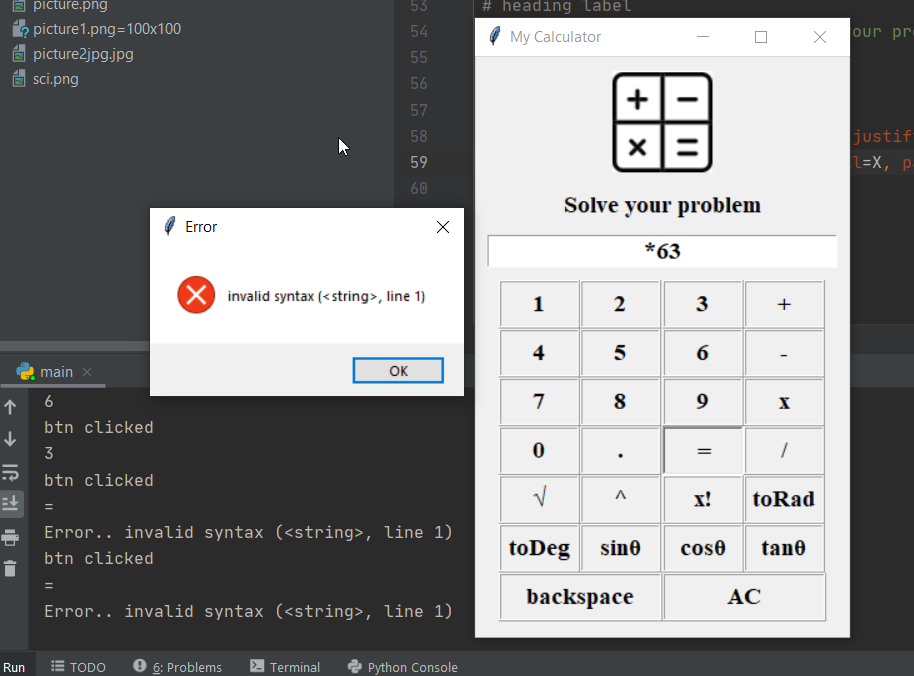 picture.png
picture1.png=100x100
picture2jpg.jpg
sci.png
53
54
55
56
57
58
59
60
# heading label
our pr
justif
l=X, p
My Calculator
+ −
× =
Solve your problem
*63
1 2 3 +
4 5 6 -
7 8 9 x
0 . = /
√ ^ x! toRad
toDeg sinθ cosθ tanθ
backspace AC
Error
invalid syntax (<string>, line 1)
OK
main
6
btn clicked
3
btn clicked
=
Error.. invalid syntax (<string>, line 1)
btn clicked
=
Error.. invalid syntax (<string>, line 1)
Run TODO 6: Problems Terminal Python Console